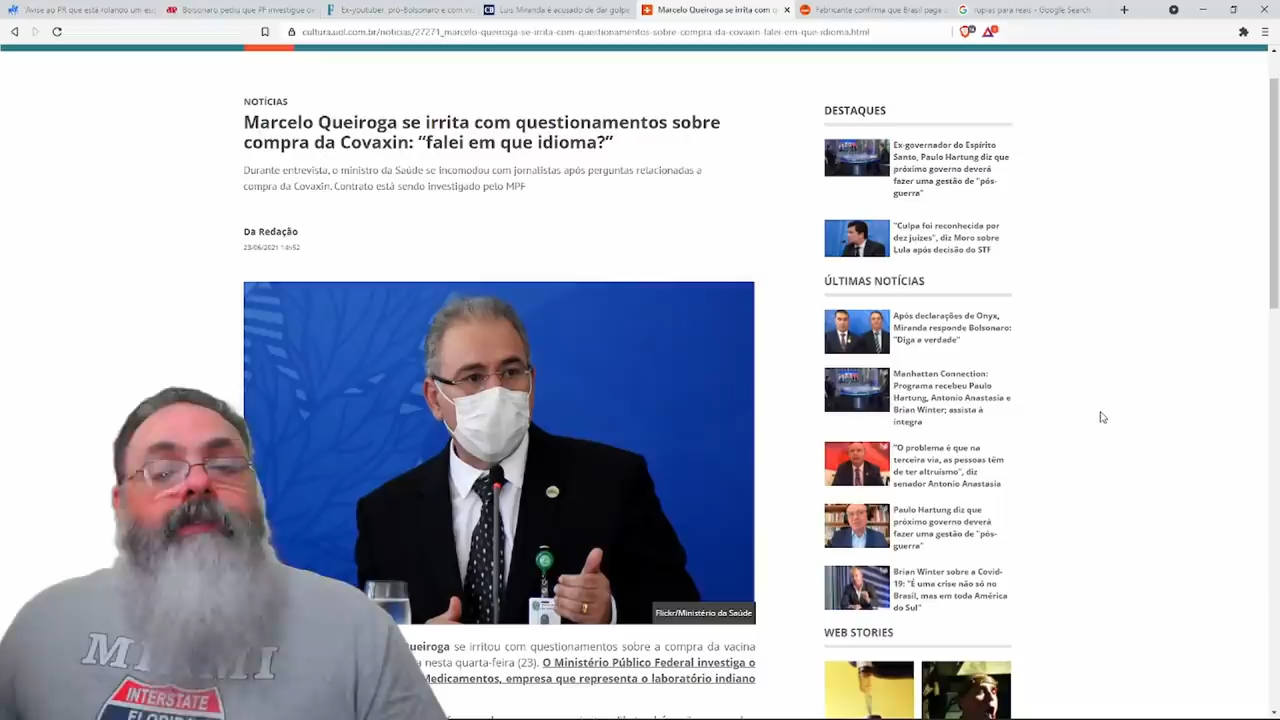 Avise ao PR que está rolando um es
Bolsonaro pediu que PF investigue o
Ex-youtuber, pró-Bolsonaro e com vi
Luis Miranda é acusado de dar golpe
Marcelo Queiroga se irrita com q
Fabricante confirma que Brasil page
rupias para reais - Google Search
cultura.uol.com.br/noticias/27271_marcelo-queiroga-se-irrita-com-questionamentos-sobre-compra-da-covaxin-falei-em-que-idioma.html
NOTÍCIAS
Marcelo Queiroga se irrita com questionamentos sobre
compra da Covaxin: “falei em que idioma?”
Durante entrevista, o ministro da Saúde se incomodou com jornalistas após perguntas relacionadas a
compra da Covaxin. Contrato está sendo investigado pelo MPF
Da Redação
23/06/2021 14h52
Flickr/Ministério da Saúde
ueiroga se irritou com questionamentos sobre a compra da vacina
a nesta quarta-feira (23). O Ministério Público Federal investiga o
Medicamentos, empresa que representa o laboratório indiano
DESTAQUES
Ex-governador do Espírito
Santo, Paulo Hartung diz que
próximo governo deverá
fazer uma gestão de "pós-
guerra"
"Culpa foi reconhecida por
dez juízes", diz Moro sobre
Lula após decisão do STF
ÚLTIMAS NOTÍCIAS
Após declarações de Onyx,
Miranda responde Bolsonaro:
"Diga a verdade"
Manhattan Connection:
Programa recebeu Paulo
Hartung, Antonio Anastasia e
Brian Winter; assista à
íntegra
"O problema é que na
terceira via, as pessoas têm
de ter altruísmo", diz
senador Antonio Anastasia
Paulo Hartung diz que
próximo governo deverá
fazer uma gestão de "pós-
guerra"
Brian Winter sobre a Covid-
19: "É uma crise não só no
Brasil, mas em toda América
do Sul"
WEB STORIES
INTERSTATE